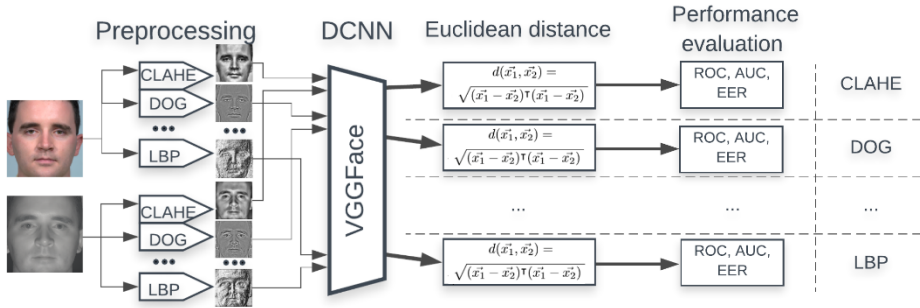 Preprocessing
DCNN
Euclidean distance
Performance
evaluation
CLAHE
DOG
•••
LBP
CLAHE
DOG
•••
LBP
•••
•••
VGGFace
d(x⃗₁, x⃗₂) =
√(x⃗₁ − x⃗₂)ᵀ(x⃗₁ − x⃗₂)
ROC, AUC,
EER
CLAHE
d(x⃗₁, x⃗₂) =
√(x⃗₁ − x⃗₂)ᵀ(x⃗₁ − x⃗₂)
ROC, AUC,
EER
DOG
...
...
...
d(x⃗₁, x⃗₂) =
√(x⃗₁ − x⃗₂)ᵀ(x⃗₁ − x⃗₂)
ROC, AUC,
EER
LBP